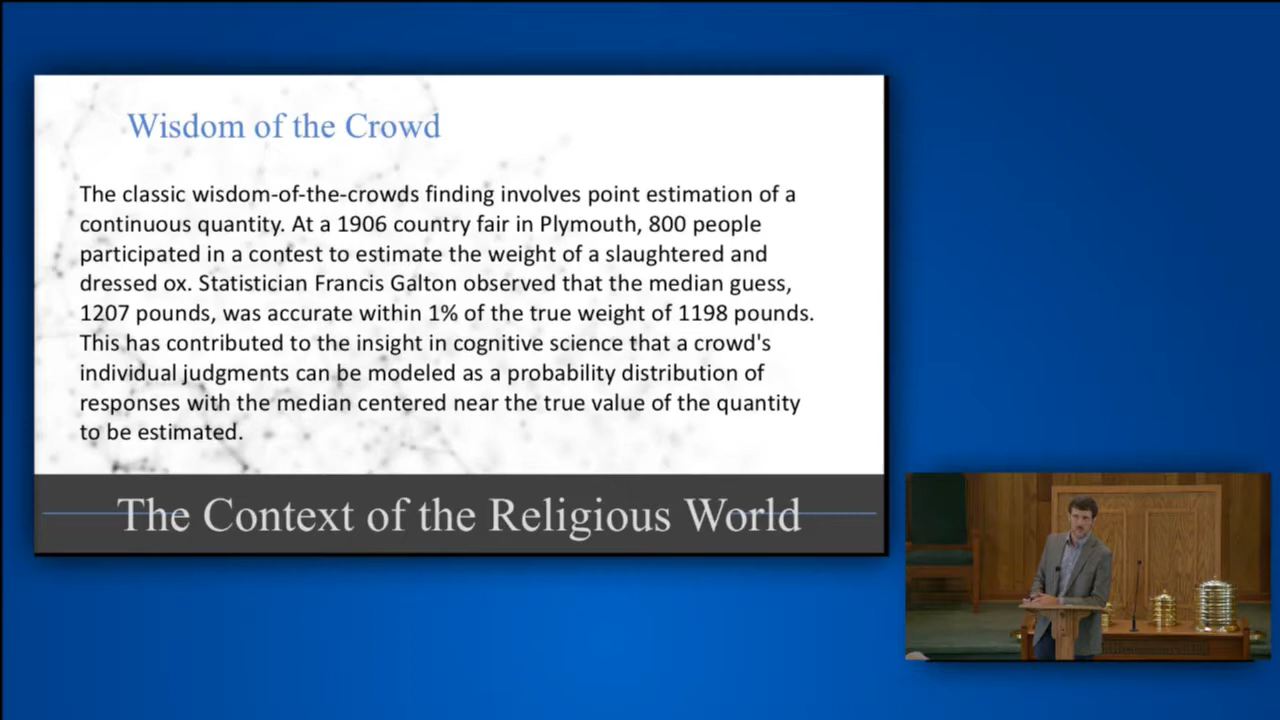 Wisdom of the Crowd
The classic wisdom-of-the-crowds finding involves point estimation of a
continuous quantity. At a 1906 country fair in Plymouth, 800 people
participated in a contest to estimate the weight of a slaughtered and
dressed ox. Statistician Francis Galton observed that the median guess,
1207 pounds, was accurate within 1% of the true weight of 1198 pounds.
This has contributed to the insight in cognitive science that a crowd's
individual judgments can be modeled as a probability distribution of
responses with the median centered near the true value of the quantity
to be estimated.
The Context of the Religious World